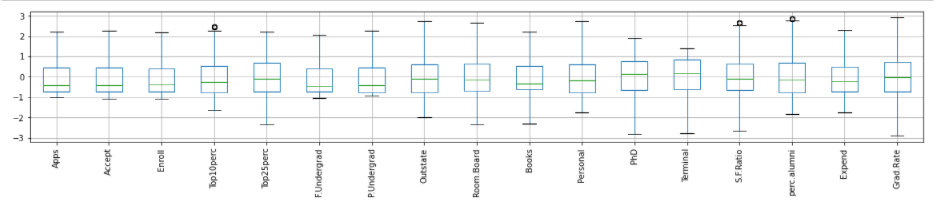 3
2
1
0
−1
−2
−3
Apps
Accept
Enroll
Top10perc
Top25perc
F.Undergrad
P.Undergrad
Outstate
Room.Board
Books
Personal
PhD
Terminal
S.F.Ratio
perc.alumni
Expend
Grad.Rate